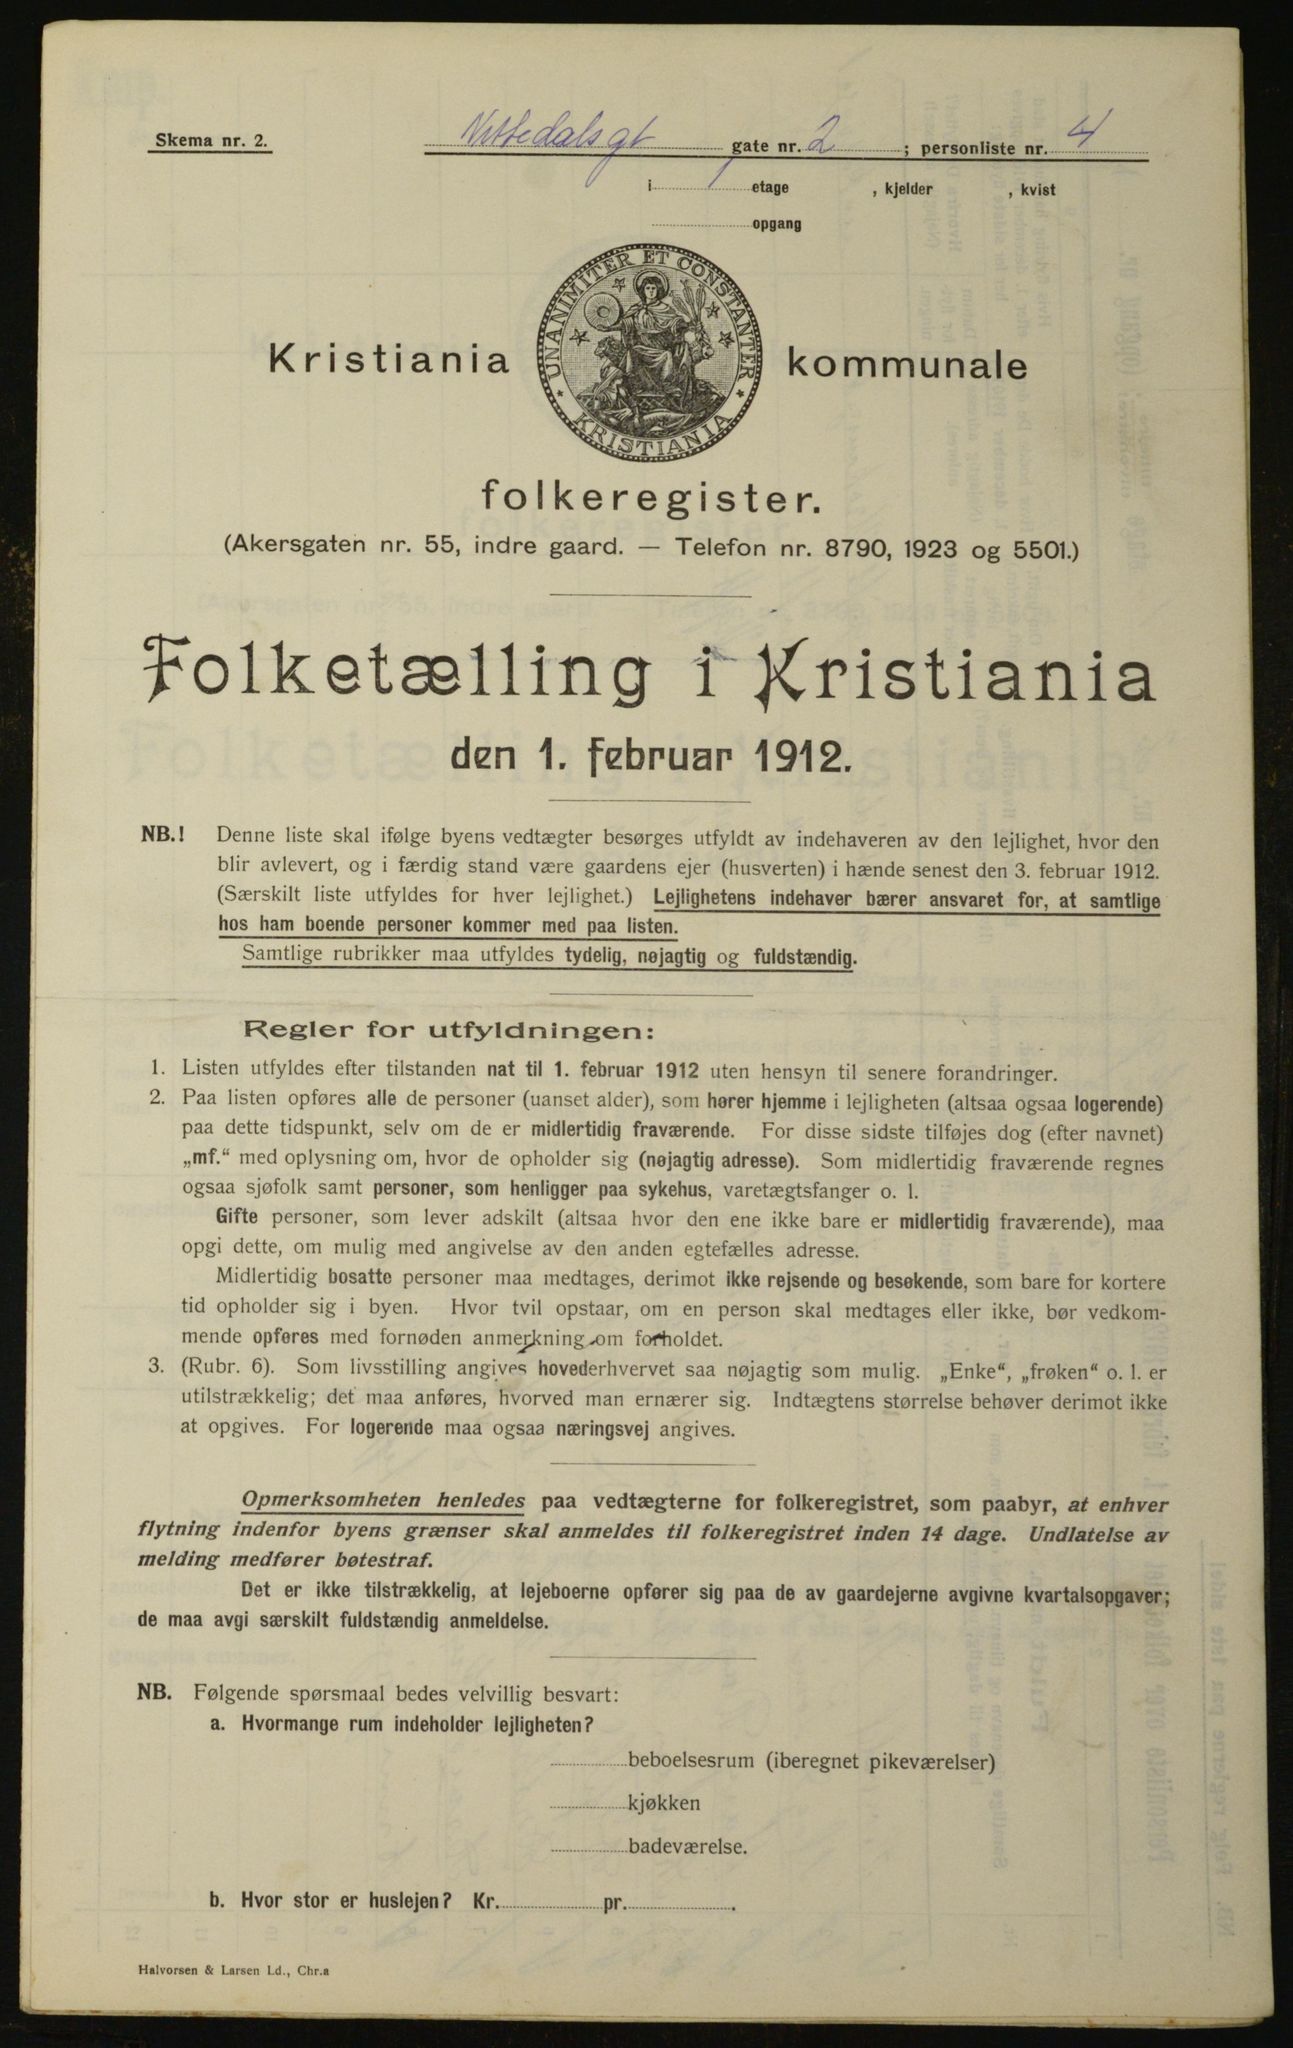 Skema nr. 2.
Nittedalsgt gate nr. 2 ; personliste nr. 4
i 1 etage , kjelder , kvist
opgang
UNANIMITER ET CONSTANTER
KRISTIANIA
Kristiania kommunale
folkeregister.
(Akersgaten nr. 55, indre gaard. — Telefon nr. 8790, 1923 og 5501.)
Folketælling i Kristiania
den 1. februar 1912.
NB.! Denne liste skal ifølge byens vedtægter besørges utfyldt av indehaveren av den lejlighet, hvor den
blir avlevert, og i færdig stand være gaardens ejer (husverten) i hænde senest den 3. februar 1912.
(Særskilt liste utfyldes for hver lejlighet.) Lejlighetens indehaver bærer ansvaret for, at samtlige
hos ham boende personer kommer med paa listen.
Samtlige rubrikker maa utfyldes tydelig, nøjagtig og fuldstændig.
Regler for utfyldningen:
1. Listen utfyldes efter tilstanden nat til 1. februar 1912 uten hensyn til senere forandringer.
2. Paa listen opføres alle de personer (uanset alder), som hører hjemme i lejligheten (altsaa ogsaa logerende)
paa dette tidspunkt, selv om de er midlertidig fraværende. For disse sidste tilføjes dog (efter navnet)
„mf.“ med oplysning om, hvor de opholder sig (nøjagtig adresse). Som midlertidig fraværende regnes
ogsaa sjøfolk samt personer, som henligger paa sykehus, varetægtsfanger o. l.
Gifte personer, som lever adskilt (altsaa hvor den ene ikke bare er midlertidig fraværende), maa
opgi dette, om mulig med angivelse av den anden egtefælles adresse.
Midlertidig bosatte personer maa medtages, derimot ikke rejsende og besøkende, som bare for kortere
tid opholder sig i byen. Hvor tvil opstaar, om en person skal medtages eller ikke, bør vedkom-
mende opføres med fornøden anmerkning om forholdet.
3. (Rubr. 6). Som livsstilling angives hovederhvervet saa nøjagtig som mulig. „Enke“, „frøken“ o. l. er
utilstrækkelig; det maa anføres, hvorved man ernærer sig. Indtægtens størrelse behøver derimot ikke
at opgives. For logerende maa ogsaa næringsvej angives.
Opmerksomheten henledes paa vedtægterne for folkeregistret, som paabyr, at enhver
flytning indenfor byens grænser skal anmeldes til folkeregistret inden 14 dage. Undlatelse av
melding medfører bøtestraf.
Det er ikke tilstrækkelig, at lejeboerne opfører sig paa de av gaardejerne avgivne kvartalsopgaver;
de maa avgi særskilt fuldstændig anmeldelse.
NB. Følgende spørsmaal bedes velvillig besvart:
a. Hvormange rum indeholder lejligheten?
beboelsesrum (iberegnet pikeværelser)
kjøkken
badeværelse.
b. Hvor stor er huslejen? Kr. pr. .
Halvorsen & Larsen Ld., Chr.a